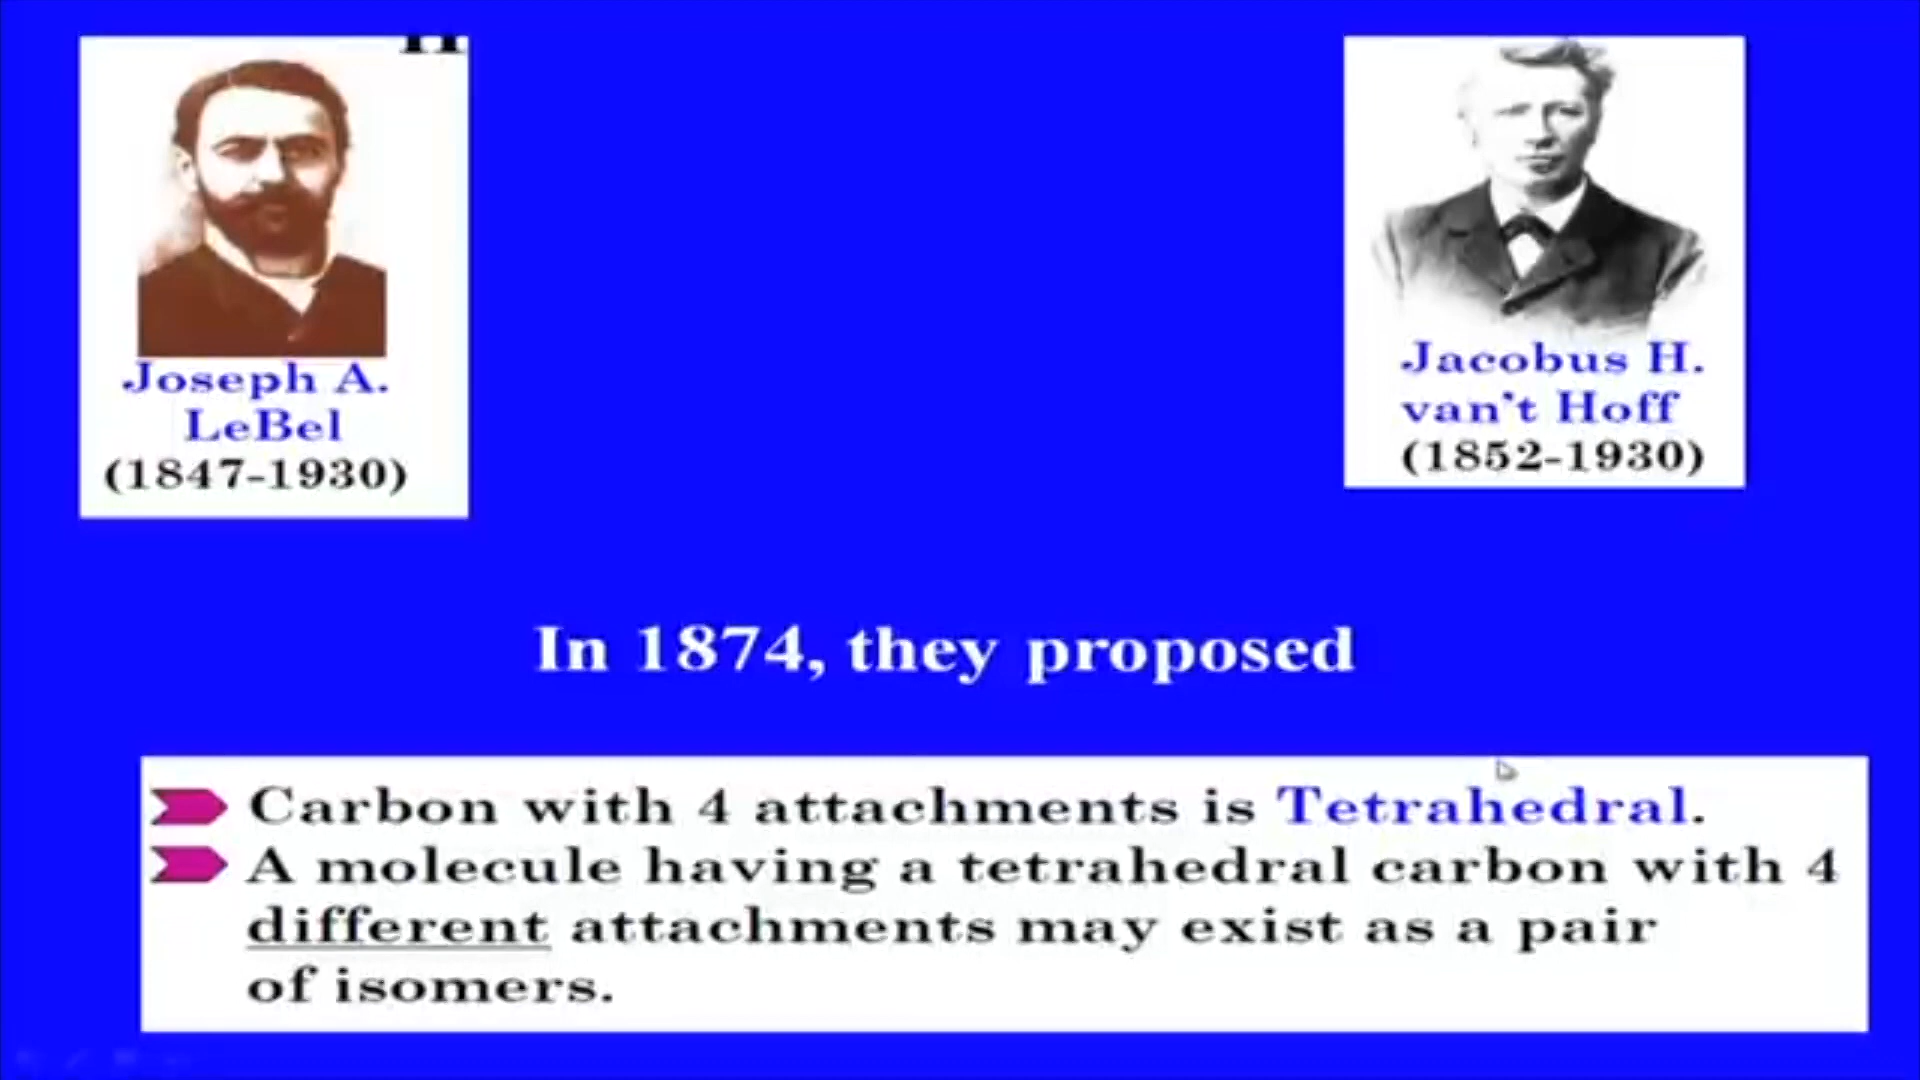 Joseph A.
LeBel
(1847-1930)
Jacobus H.
van't Hoff
(1852-1930)
In 1874, they proposed
Carbon with 4 attachments is Tetrahedral.
A molecule having a tetrahedral carbon with 4
different attachments may exist as a pair
of isomers.